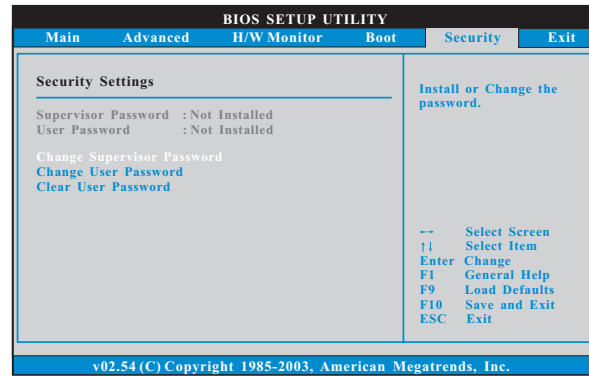 BIOS SETUP UTILITY
Main Advanced H/W Monitor Boot Security Exit
Security Settings
Supervisor Password : Not Installed
User Password : Not Installed
Change Supervisor Password
Change User Password
Clear User Password
Install or Change the
password.
←→ Select Screen
↑↓ Select Item
Enter Change
F1 General Help
F9 Load Defaults
F10 Save and Exit
ESC Exit
v02.54 (C) Copyright 1985-2003, American Megatrends, Inc.